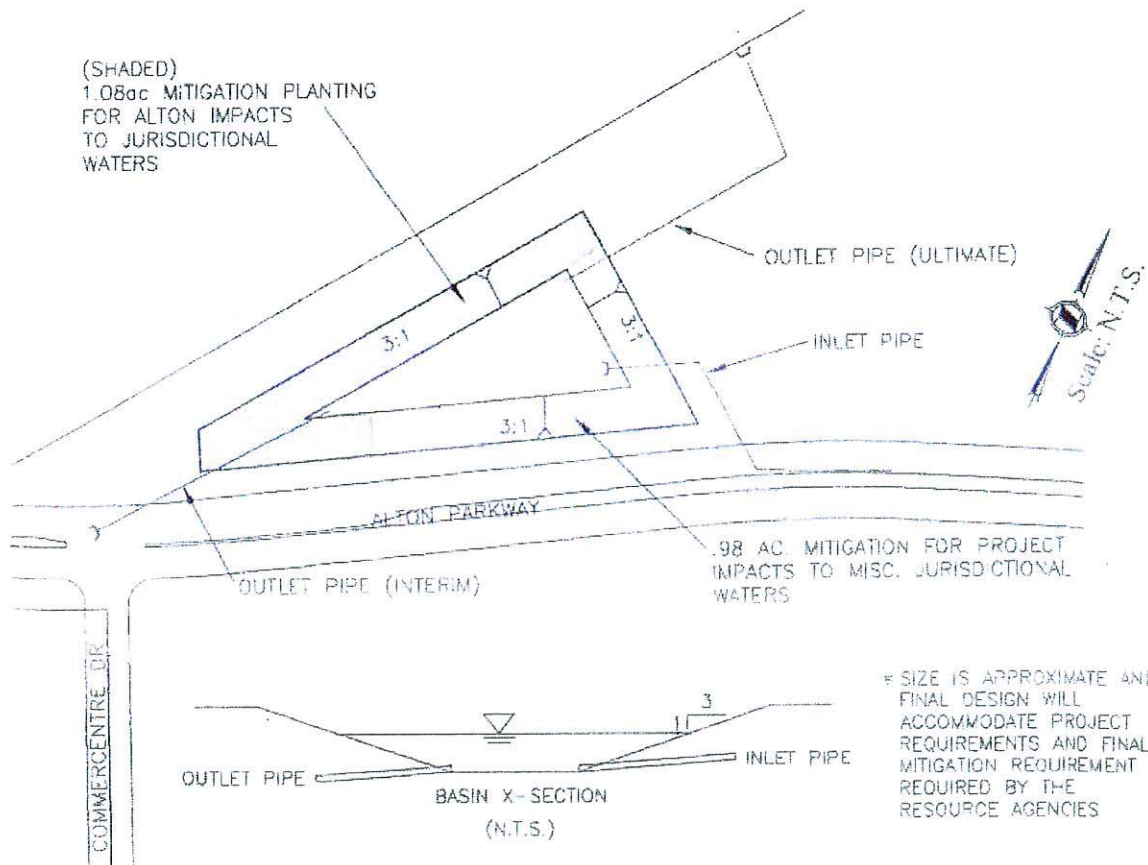 (SHADED)
1.08ac MITIGATION PLANTING
FOR ALTON IMPACTS
TO JURISDICTIONAL
WATERS
OUTLET PIPE (ULTIMATE)
3:1
3:1
INLET PIPE
Scale: N.T.S.
3:1
ALTON PARKWAY
.98 AC. MITIGATION FOR PROJECT
IMPACTS TO MISC. JURISDICTIONAL
WATERS
OUTLET PIPE (INTERIM)
COMMERCENTRE DR
* SIZE IS APPROXIMATE AND
FINAL DESIGN WILL
ACCOMMODATE PROJECT
REQUIREMENTS AND FINAL
MITIGATION REQUIREMENT
REQUIRED BY THE
RESOURCE AGENCIES
3
1
OUTLET PIPE
INLET PIPE
BASIN X-SECTION
(N.T.S.)